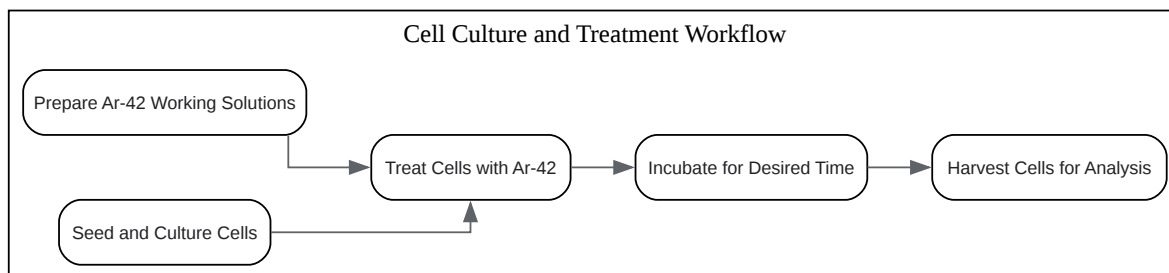 Cell Culture and Treatment Workflow
Prepare Ar-42 Working Solutions
Seed and Culture Cells
Treat Cells with Ar-42
Incubate for Desired Time
Harvest Cells for Analysis